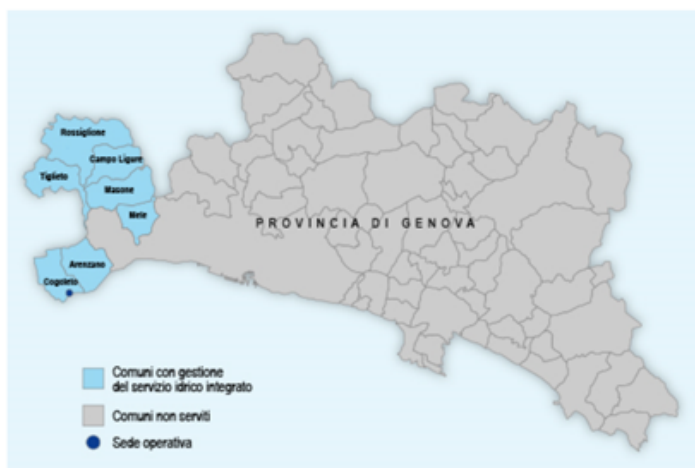 Rossiglione
Campo Ligure
Tiglieto
Masone
Mele
PROVINCIA DI GENOVA
Arenzano
Cogoleto
Comuni con gestione
del servizio idrico integrato
Comuni non serviti
Sede operativa